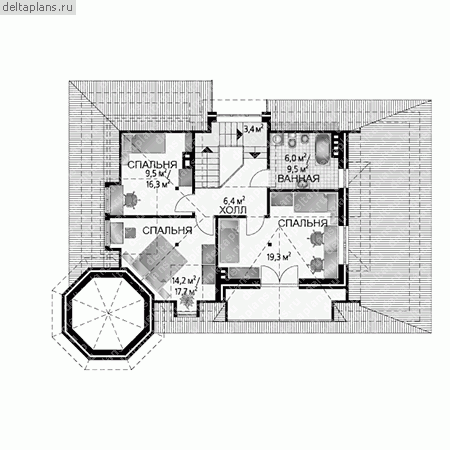 deltaplans.ru
3,4 м²
СПАЛЬНЯ
9,5 м²
16,3 м²
6,0 м²
9,5 м²
ВАННАЯ
6,4 м²
ХОЛЛ
СПАЛЬНЯ
СПАЛЬНЯ
19,3 м²
14,2 м²
17,7 м²